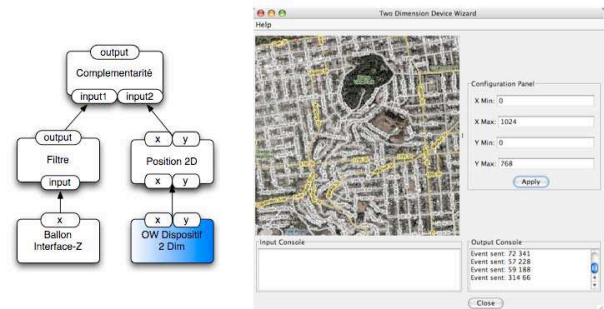 output
Complementarité
input1 input2
output
Filtre
input
x
Ballon
Interface-Z
x y
Position 2D
x y
x y
OW Dispositif
2 Dim
Two Dimension Device Wizard
Help
Configuration Panel
X Min: 0
X Max: 1024
Y Min: 0
Y Max: 768
Apply
Input Console
Output Console
Event sent: 72 341
Event sent: 57 228
Event sent: 59 188
Event sent: 314 66
Close